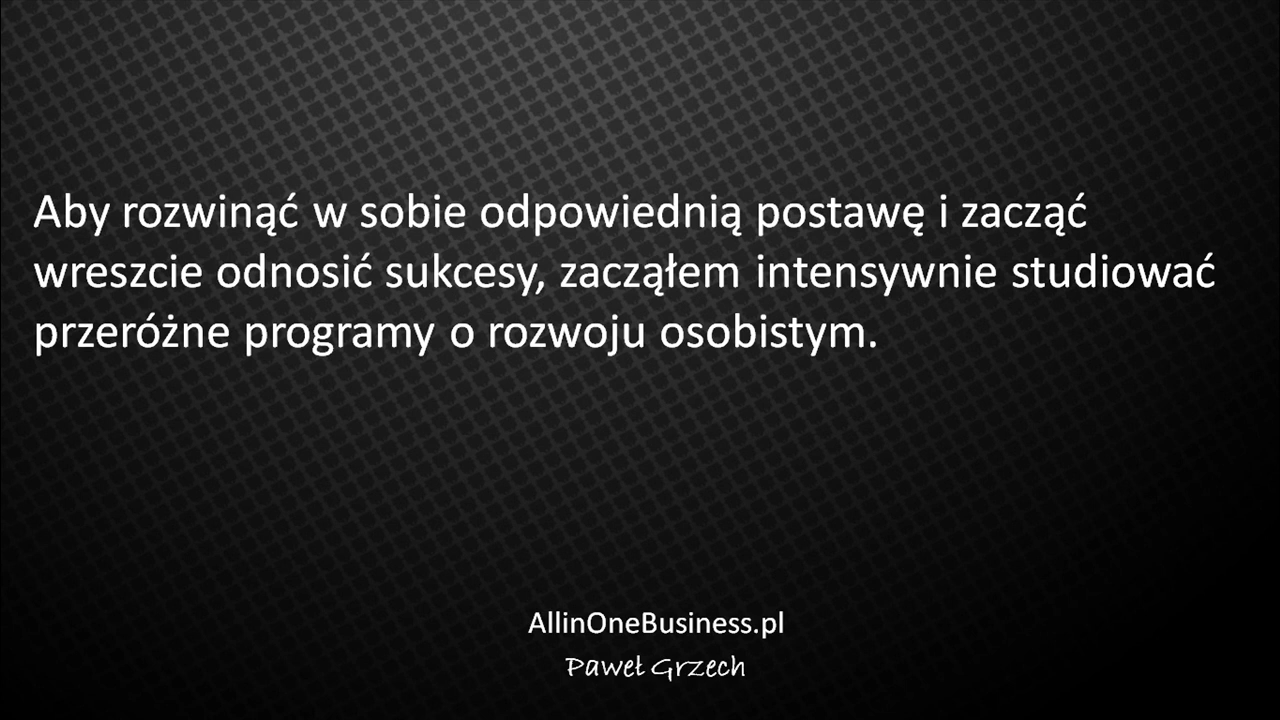 Aby rozwinąć w sobie odpowiednią postawę i zacząć
wreszcie odnosić sukcesy, zacząłem intensywnie studiować
przeróżne programy o rozwoju osobistym.
AllinOneBusiness.pl
Paweł Grzech